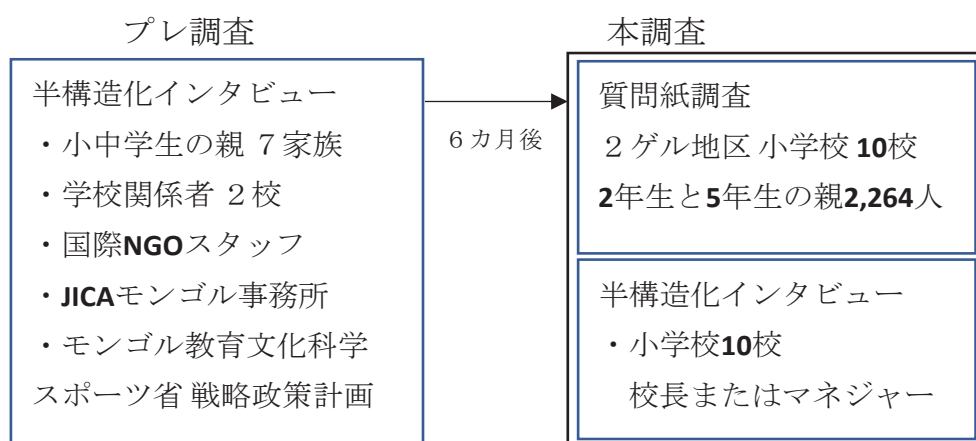 プレ調査
半構造化インタビュー
・小中学生の親 7家族
・学校関係者 2校
・国際NGOスタッフ
・JICAモンゴル事務所
・モンゴル教育文化科学
スポーツ省 戦略政策計画
6カ月後
本調査
質問紙調査
2ゲル地区 小学校 10校
2年生と5年生の親2,264人
半構造化インタビュー
・小学校10校
校長またはマネジャー